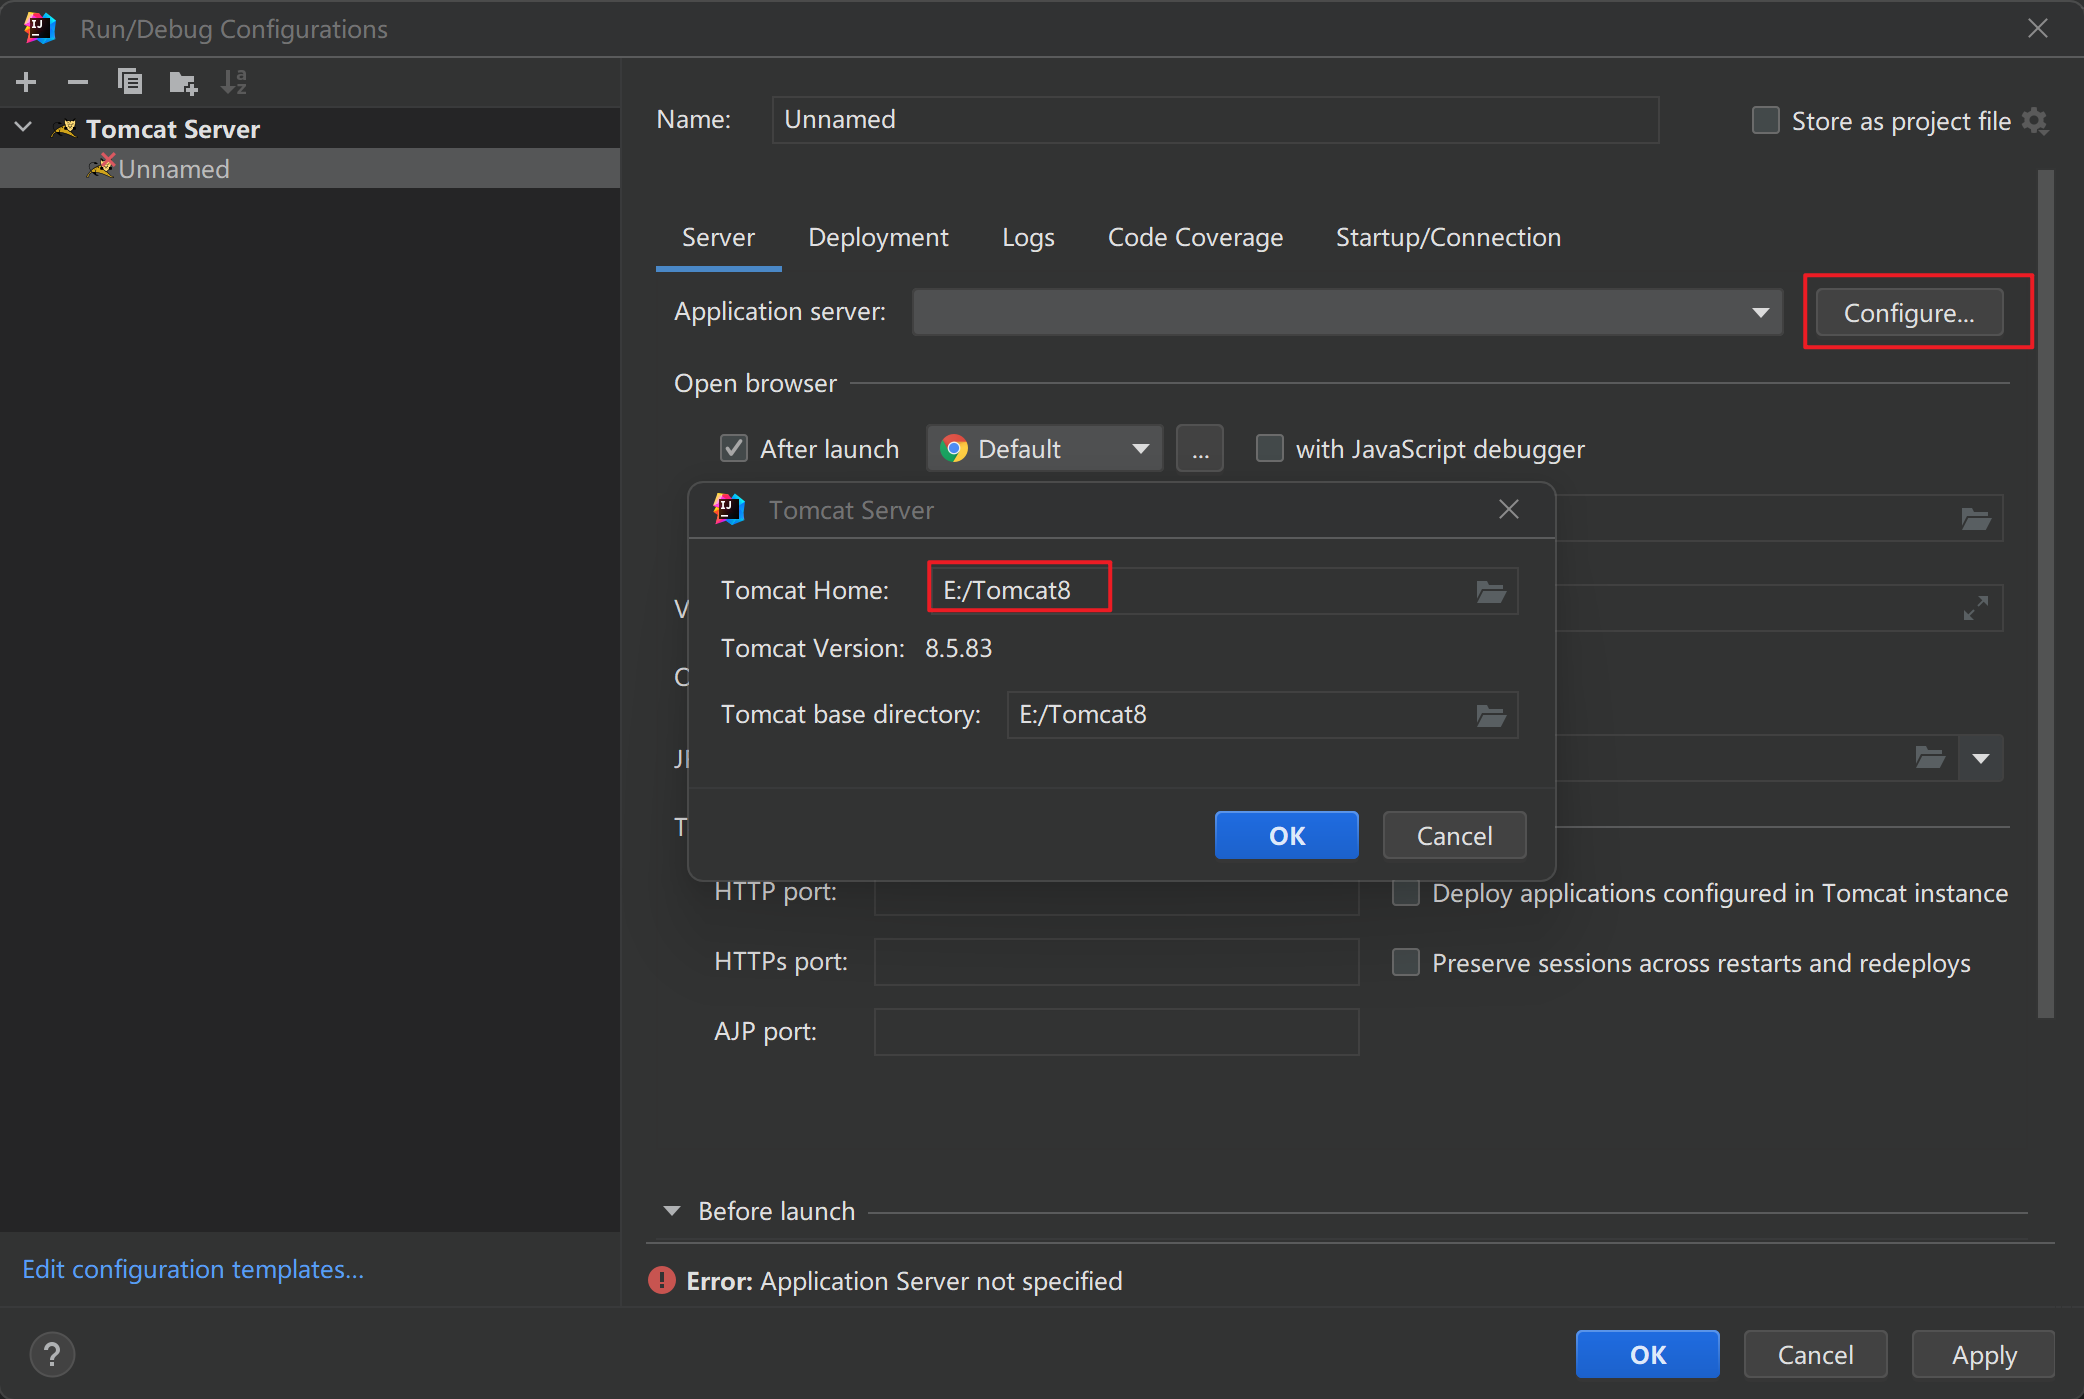 Run/Debug Configurations
Tomcat Server
Unnamed
Name: Unnamed
Store as project file
Server Deployment Logs Code Coverage Startup/Connection
Application server: Configure...
Open browser
After launch Default ... with JavaScript debugger
Tomcat Server
Tomcat Home: E:/Tomcat8
Tomcat Version: 8.5.83
Tomcat base directory: E:/Tomcat8
OK Cancel
HTTP port: Deploy applications configured in Tomcat instance
HTTPs port: Preserve sessions across restarts and redeploys
AJP port:
Before launch
Edit configuration templates...
Error: Application Server not specified
? OK Cancel Apply